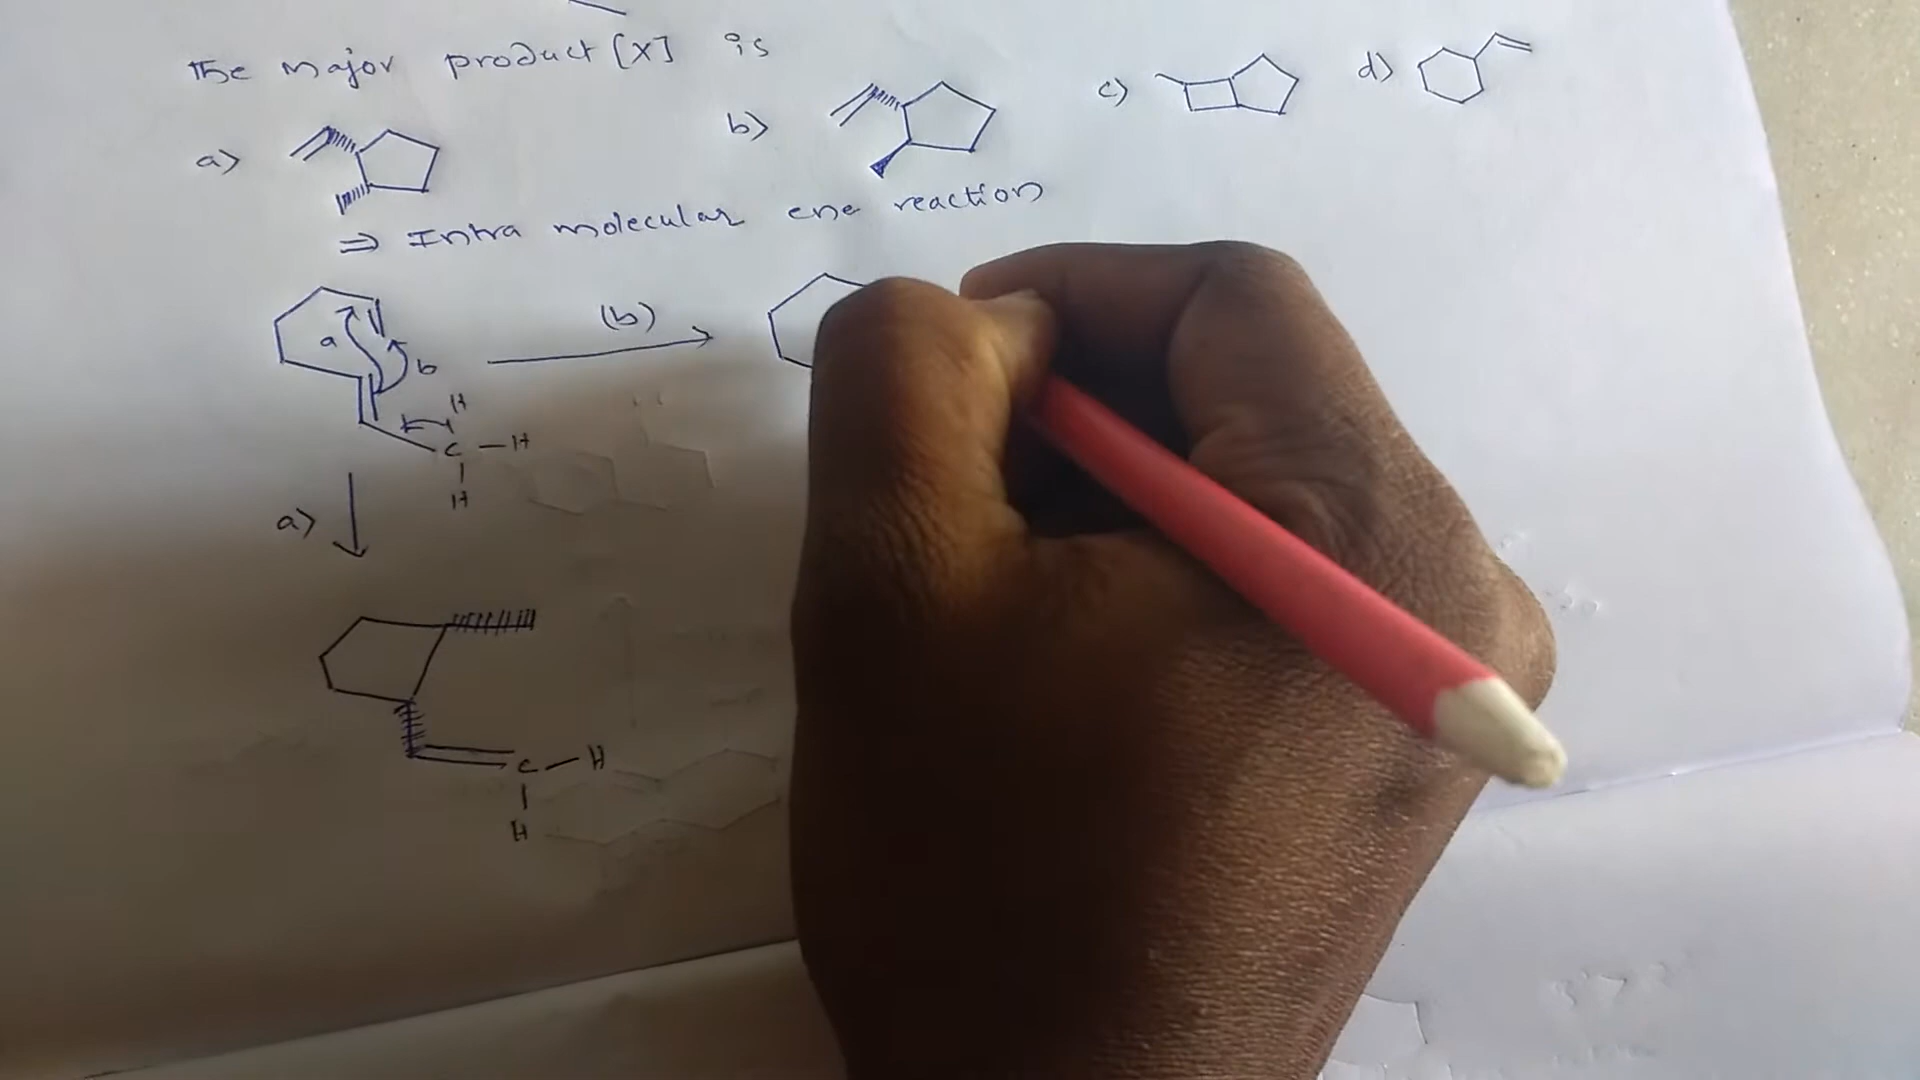 The major product [X] is
a) b) c) d)
⇒ Intra molecular ene reaction
a b (b)
H
C - H
H
a)
C - H
H